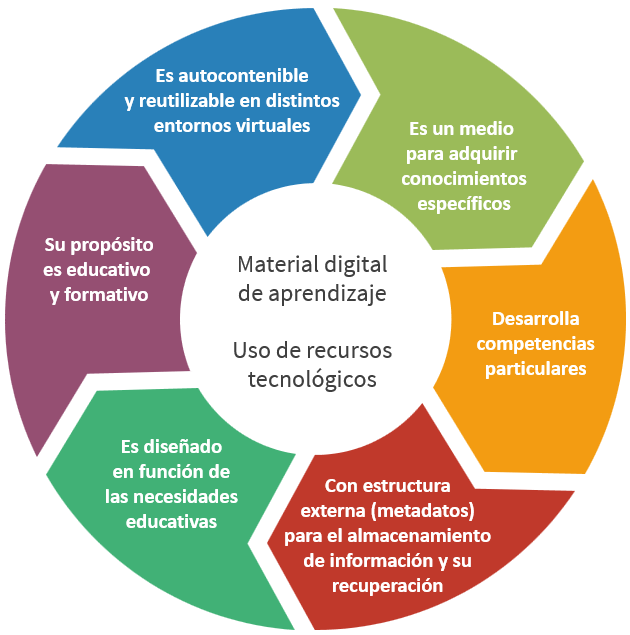 Es autocontenible
y reutilizable en distintos
entornos virtuales
Es un medio
para adquirir
conocimientos
específicos
Su propósito
es educativo
y formativo
Material digital
de aprendizaje
Uso de recursos
tecnológicos
Desarrolla
competencias
particulares
Es diseñado
en función de
las necesidades
educativas
Con estructura
externa (metadatos)
para el almacenamiento
de información y su
recuperación